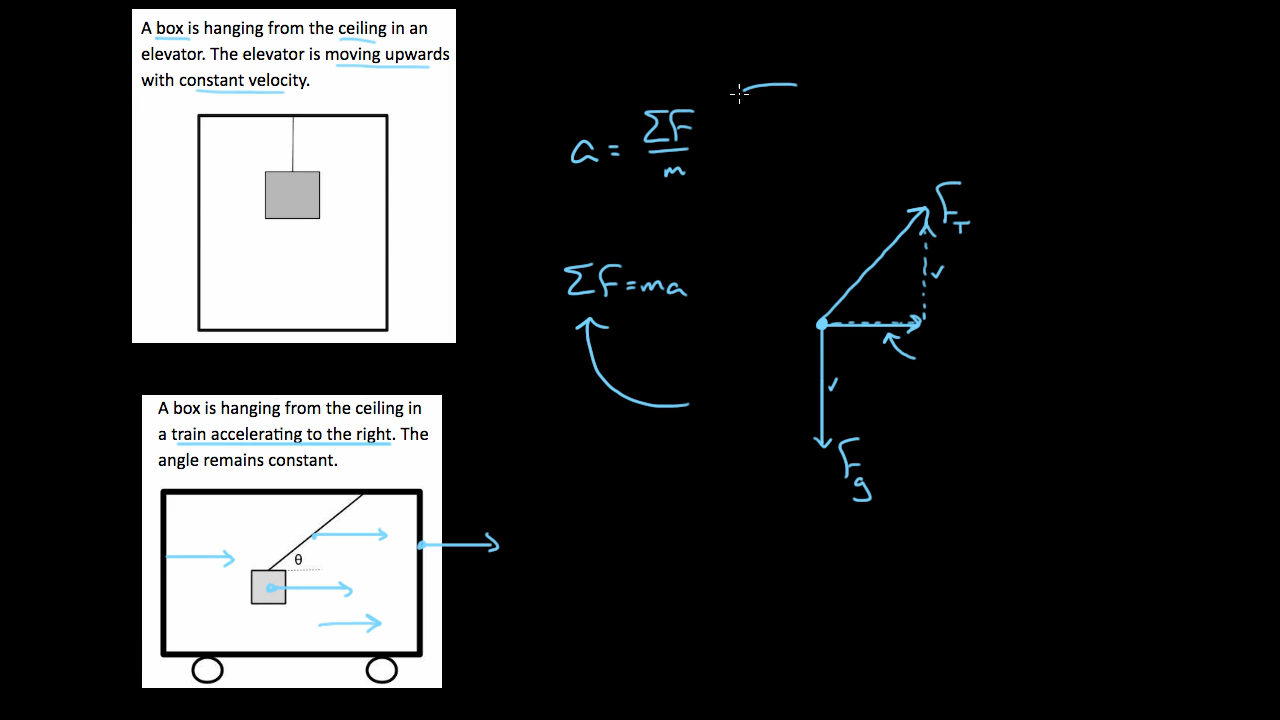 A box is hanging from the ceiling in an
elevator. The elevator is moving upwards
with constant velocity.
a = ΣF/m
ΣF=ma
F_T
F_g
A box is hanging from the ceiling in
a train accelerating to the right. The
angle remains constant.
θ